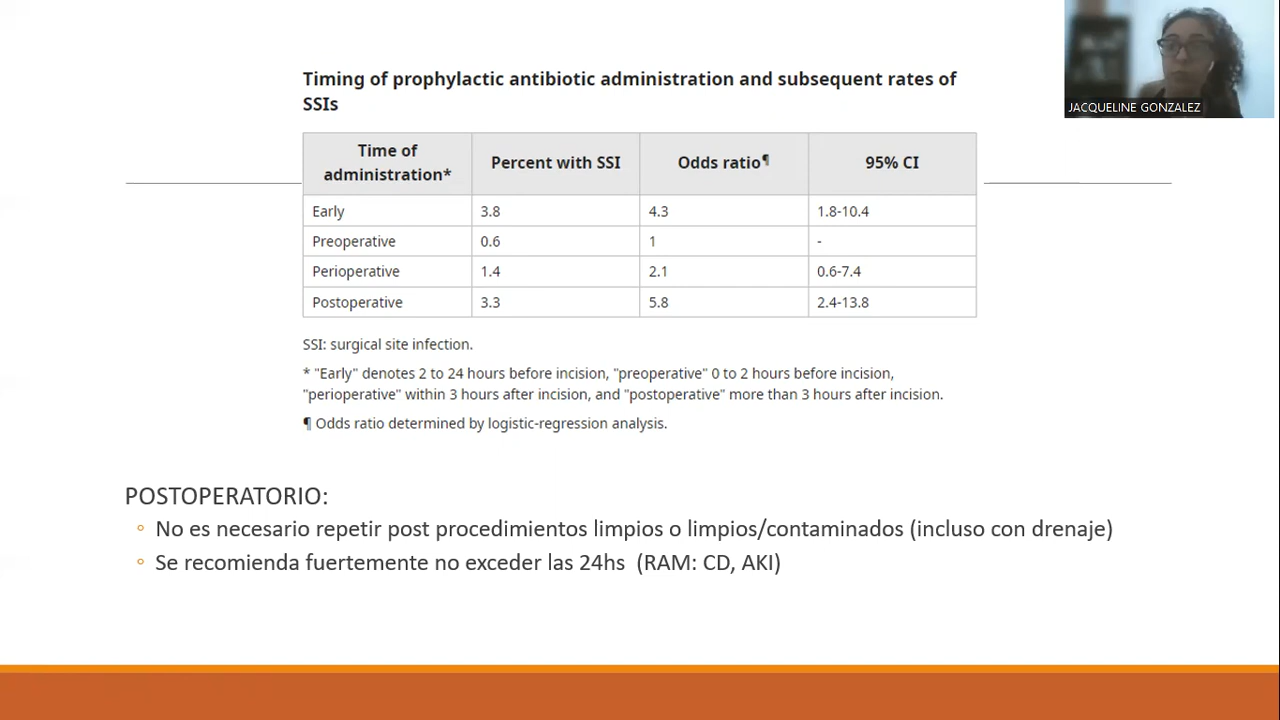 JACQUELINE GONZALEZ
Timing of prophylactic antibiotic administration and subsequent rates of
SSIs
Time of administration* Percent with SSI Odds ratio¶ 95% CI
Early 3.8 4.3 1.8-10.4
Preoperative 0.6 1 -
Perioperative 1.4 2.1 0.6-7.4
Postoperative 3.3 5.8 2.4-13.8
SSI: surgical site infection.
* "Early" denotes 2 to 24 hours before incision, "preoperative" 0 to 2 hours before incision,
"perioperative" within 3 hours after incision, and "postoperative" more than 3 hours after incision.
¶ Odds ratio determined by logistic-regression analysis.
POSTOPERATORIO:
◦ No es necesario repetir post procedimientos limpios o limpios/contaminados (incluso con drenaje)
◦ Se recomienda fuertemente no exceder las 24hs (RAM: CD, AKI)